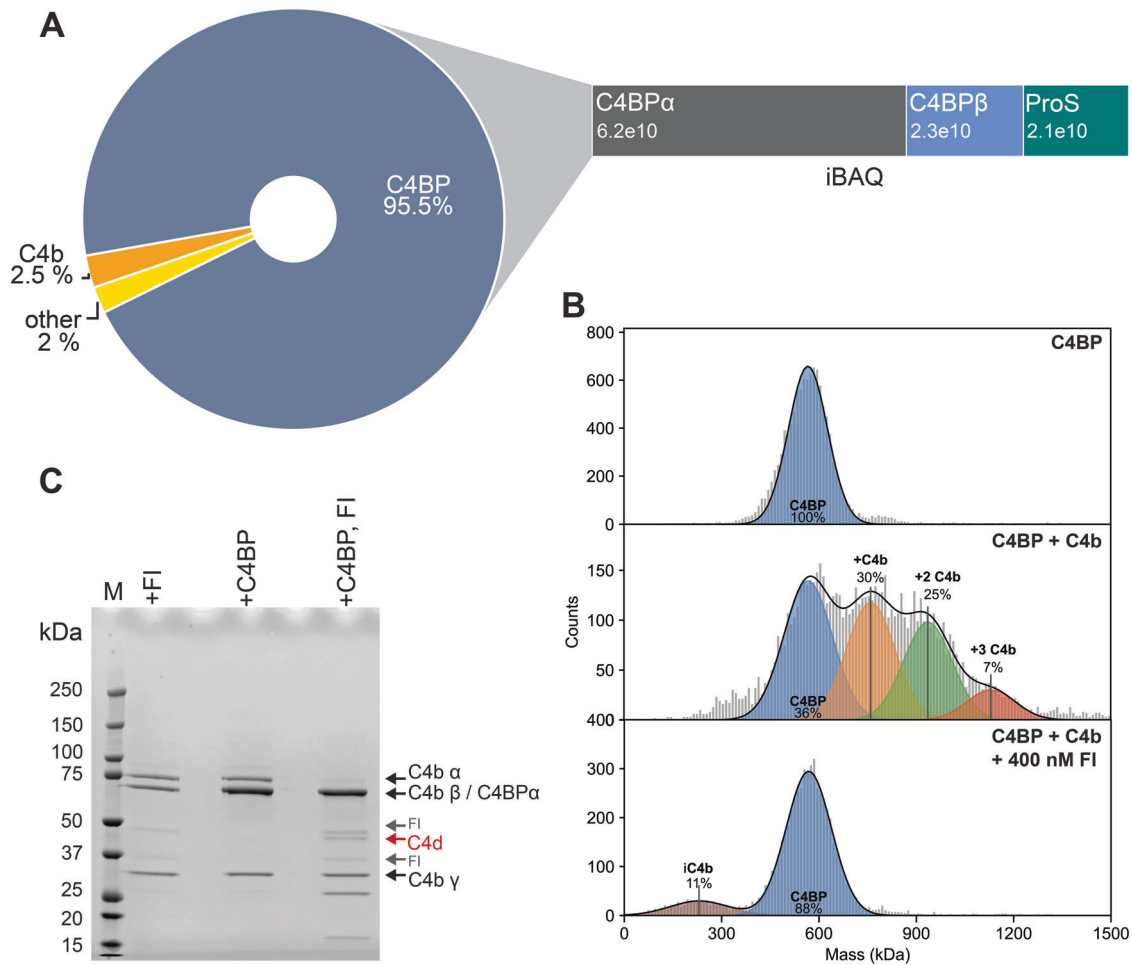 A
C4BP
95.5%
C4b
2.5 %
other
2 %
C4BPα
6.2e10
C4BPβ
2.3e10
ProS
2.1e10
iBAQ
B
C4BP
800
600
400
200
0
C4BP
100%
C4BP + C4b
150
100
50
400
Counts
+C4b
30%
+2 C4b
25%
+3 C4b
7%
C4BP
36%
C4BP + C4b
+ 400 nM FI
300
200
100
0
iC4b
11%
C4BP
88%
0
300
600
900
1200
1500
Mass (kDa)
C
M
+FI
+C4BP
+C4BP, FI
kDa
250
150
100
75
50
37
25
20
15
C4b α
C4b β / C4BPα
FI
C4d
FI
C4b γ